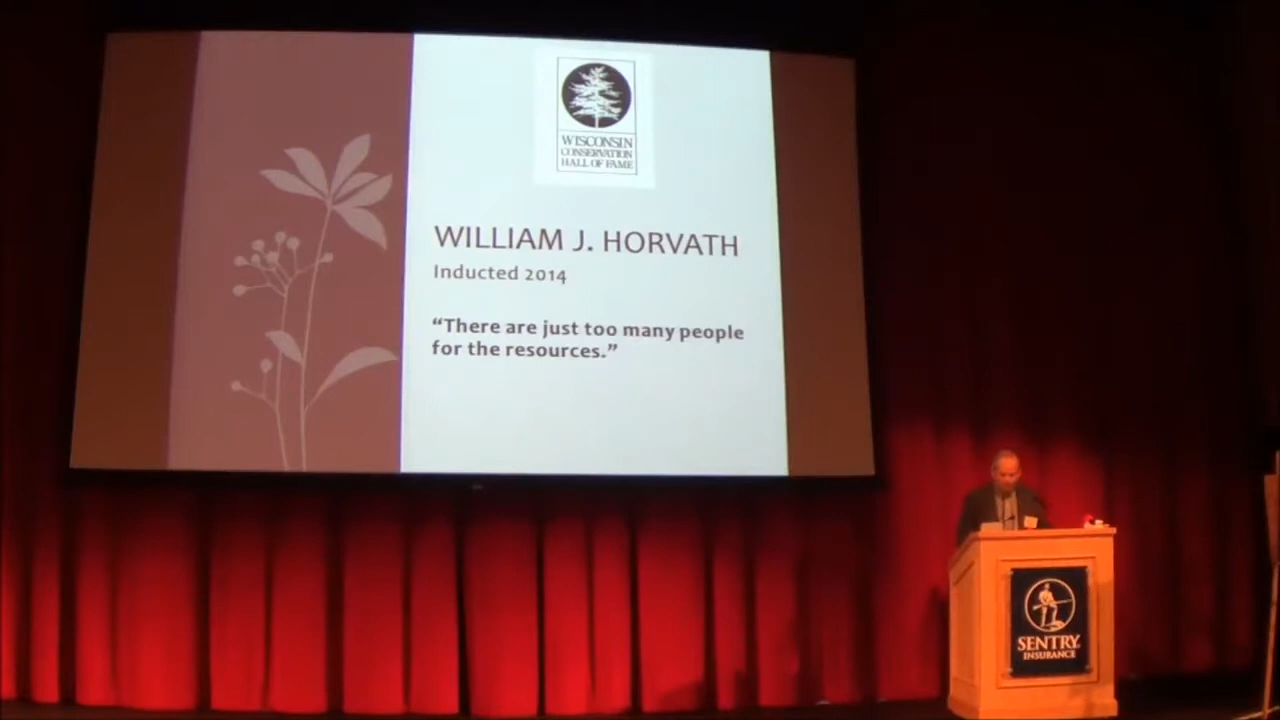 WISCONSIN
CONSERVATION
HALL OF FAME
WILLIAM J. HORVATH
Inducted 2014
“There are just too many people
for the resources.”
SENTRY
INSURANCE